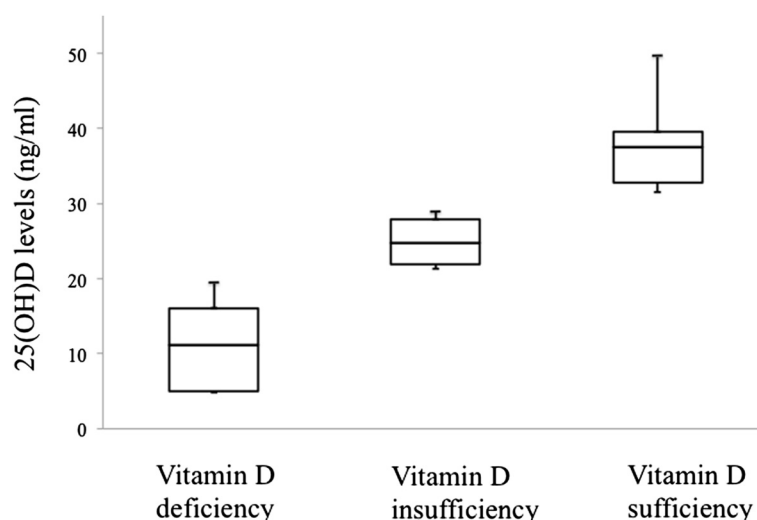 25(OH)D levels (ng/ml)
50
40
30
20
10
0
Vitamin D
deficiency
Vitamin D
insufficiency
Vitamin D
sufficiency